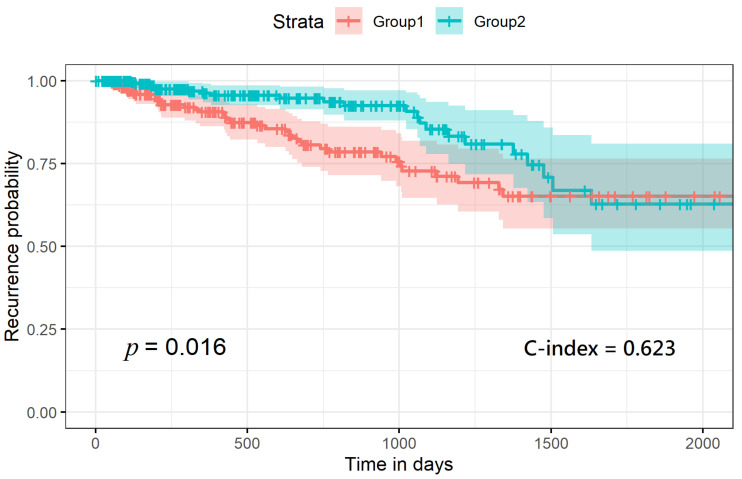 Strata Group1 Group2
1.00
0.75
0.50
0.25
0.00
Recurrence probability
p = 0.016
C-index = 0.623
0 500 1000 1500 2000
Time in days